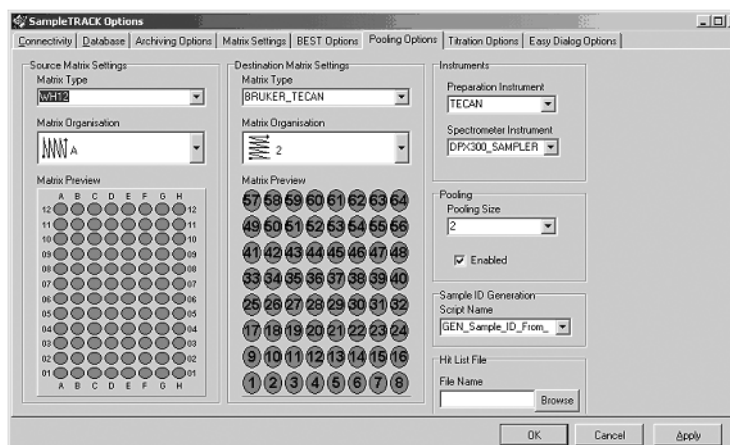 SampleTRACK Options
Connectivity Database Archiving Options Matrix Settings BEST Options Pooling Options Titration Options Easy Dialog Options
Source Matrix Settings
Matrix Type
WH12
Matrix Organisation
A
Matrix Preview
A B C D E F G H
12 12
11 11
10 10
09 09
08 08
07 07
06 06
05 05
04 04
03 03
02 02
01 01
A B C D E F G H
Destination Matrix Settings
Matrix Type
BRUKER_TECAN
Matrix Organisation
2
Matrix Preview
57 58 59 60 61 62 63 64
49 50 51 52 53 54 55 56
41 42 43 44 45 46 47 48
33 34 35 36 37 38 39 40
25 26 27 28 29 30 31 32
17 18 19 20 21 22 23 24
9 10 11 12 13 14 15 16
1 2 3 4 5 6 7 8
Instruments
Preparation Instrument
TECAN
Spectrometer Instrument
DPX300_SAMPLER
Pooling
Pooling Size
2
Enabled
Sample ID Generation
Script Name
GEN_Sample_ID_From_
Hit List File
File Name
Browse
OK Cancel Apply